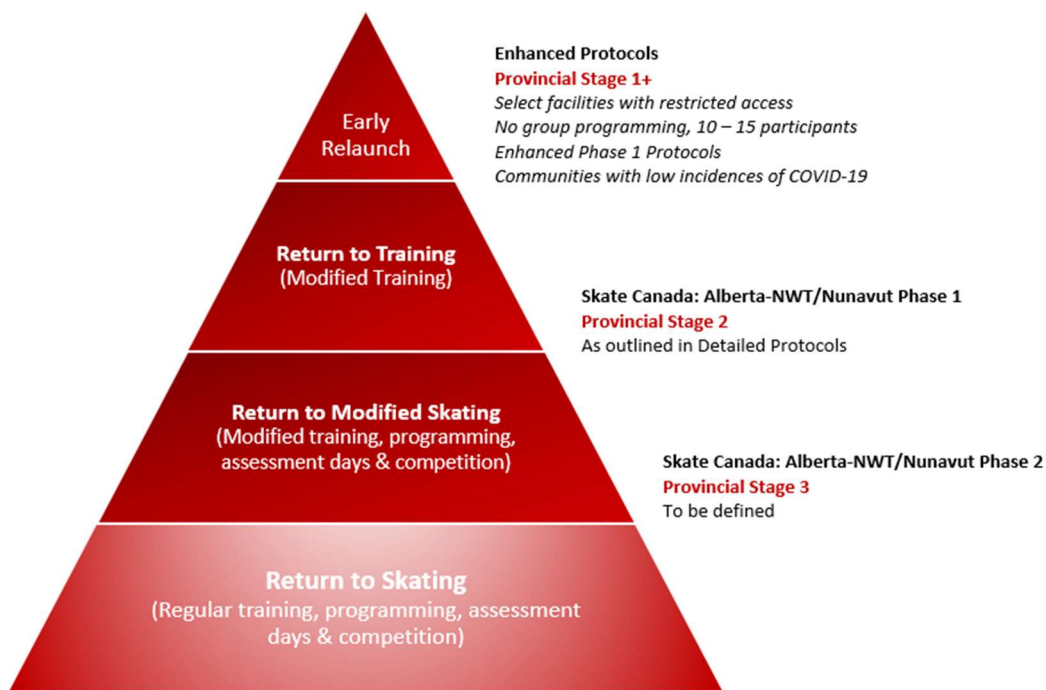 Enhanced Protocols
Provincial Stage 1+
Select facilities with restricted access
No group programming, 10 – 15 participants
Enhanced Phase 1 Protocols
Communities with low incidences of COVID-19
Early
Relaunch
Return to Training
(Modified Training)
Skate Canada: Alberta-NWT/Nunavut Phase 1
Provincial Stage 2
As outlined in Detailed Protocols
Return to Modified Skating
(Modified training, programming,
assessment days & competition)
Skate Canada: Alberta-NWT/Nunavut Phase 2
Provincial Stage 3
To be defined
Return to Skating
(Regular training, programming, assessment
days & competition)